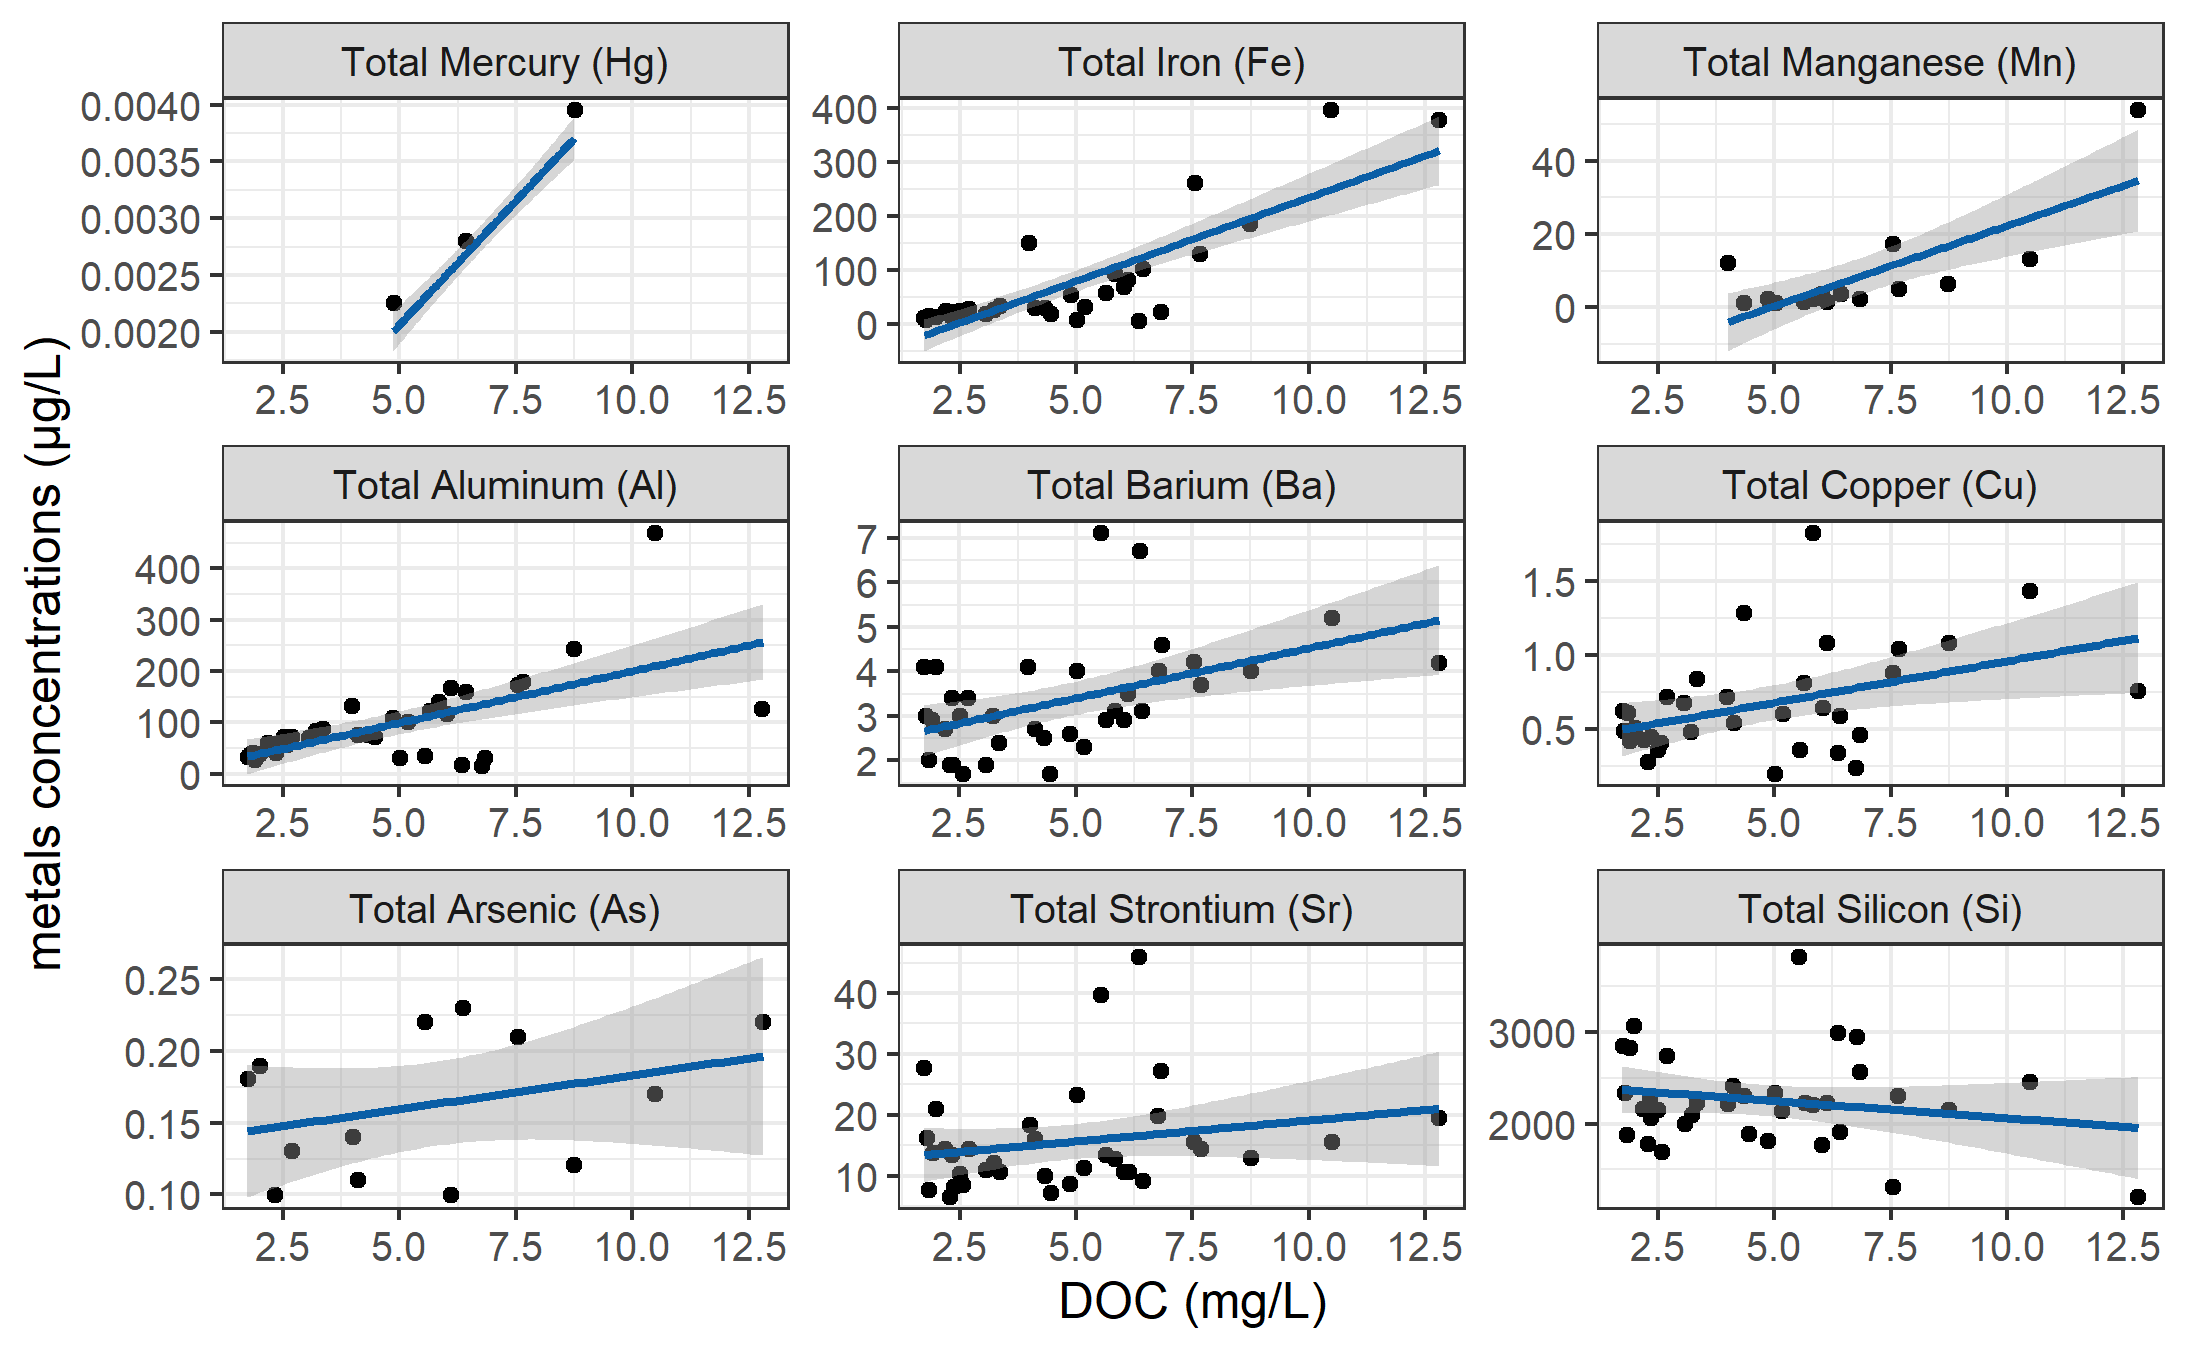 Total Mercury (Hg)
Total Iron (Fe)
Total Manganese (Mn)
0.0040
0.0035
0.0030
0.0025
0.0020
2.5 5.0 7.5 10.0 12.5
400
300
200
100
0
2.5 5.0 7.5 10.0 12.5
40
20
0
2.5 5.0 7.5 10.0 12.5
Total Aluminum (Al)
Total Barium (Ba)
Total Copper (Cu)
400
300
200
100
0
2.5 5.0 7.5 10.0 12.5
7
6
5
4
3
2
2.5 5.0 7.5 10.0 12.5
1.5
1.0
0.5
2.5 5.0 7.5 10.0 12.5
Total Arsenic (As)
Total Strontium (Sr)
Total Silicon (Si)
0.25
0.20
0.15
0.10
2.5 5.0 7.5 10.0 12.5
40
30
20
10
2.5 5.0 7.5 10.0 12.5
3000
2000
2.5 5.0 7.5 10.0 12.5
metals concentrations (µg/L)
DOC (mg/L)